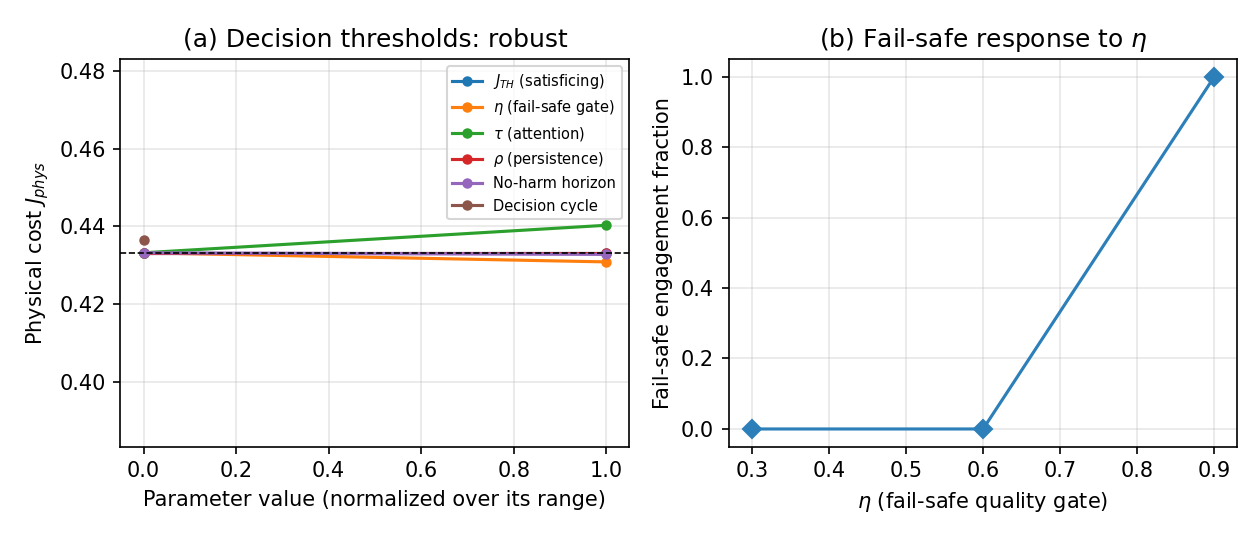 (a) Decision thresholds: robust
Physical cost J_phys
0.48
0.46
0.44
0.42
0.40
J_TH (satisficing)
η (fail-safe gate)
τ (attention)
ρ (persistence)
No-harm horizon
Decision cycle
0.0 0.2 0.4 0.6 0.8 1.0
Parameter value (normalized over its range)
(b) Fail-safe response to η
Fail-safe engagement fraction
1.0
0.8
0.6
0.4
0.2
0.0
0.3 0.4 0.5 0.6 0.7 0.8 0.9
η (fail-safe quality gate)